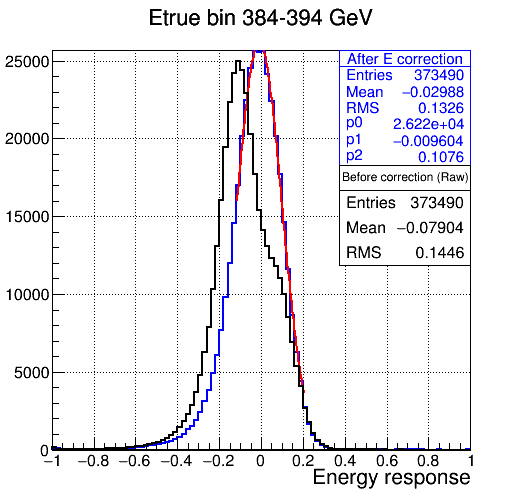 Etrue bin 384-394 GeV
After E correction
Entries 373490
Mean −0.02988
RMS 0.1326
p0 2.622e+04
p1 −0.009604
p2 0.1076
Before correction (Raw)
Entries 373490
Mean −0.07904
RMS 0.1446
25000
20000
15000
10000
5000
0
−1 −0.8 −0.6 −0.4 −0.2 0 0.2 0.4 0.6 0.8 1
Energy response